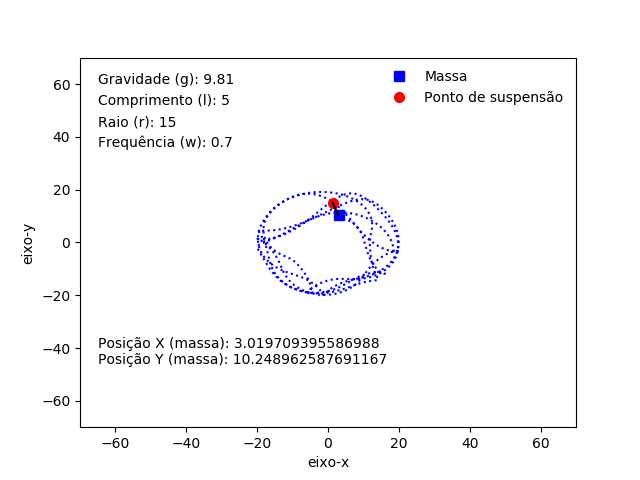 Gravidade (g): 9.81
Comprimento (l): 5
Raio (r): 15
Frequência (w): 0.7
Massa
Ponto de suspensão
60
40
20
0
−20
−40
−60
eixo-y
Posição X (massa): 3.019709395586988
Posição Y (massa): 10.248962587691167
−60
−40
−20
0
20
40
60
eixo-x